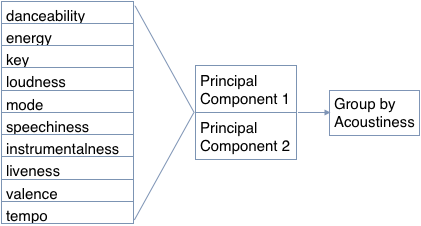 danceability
energy
key
loudness
mode
speechiness
instrumentalness
liveness
valence
tempo
Principal
Component 1
Principal
Component 2
Group by
Acoustiness